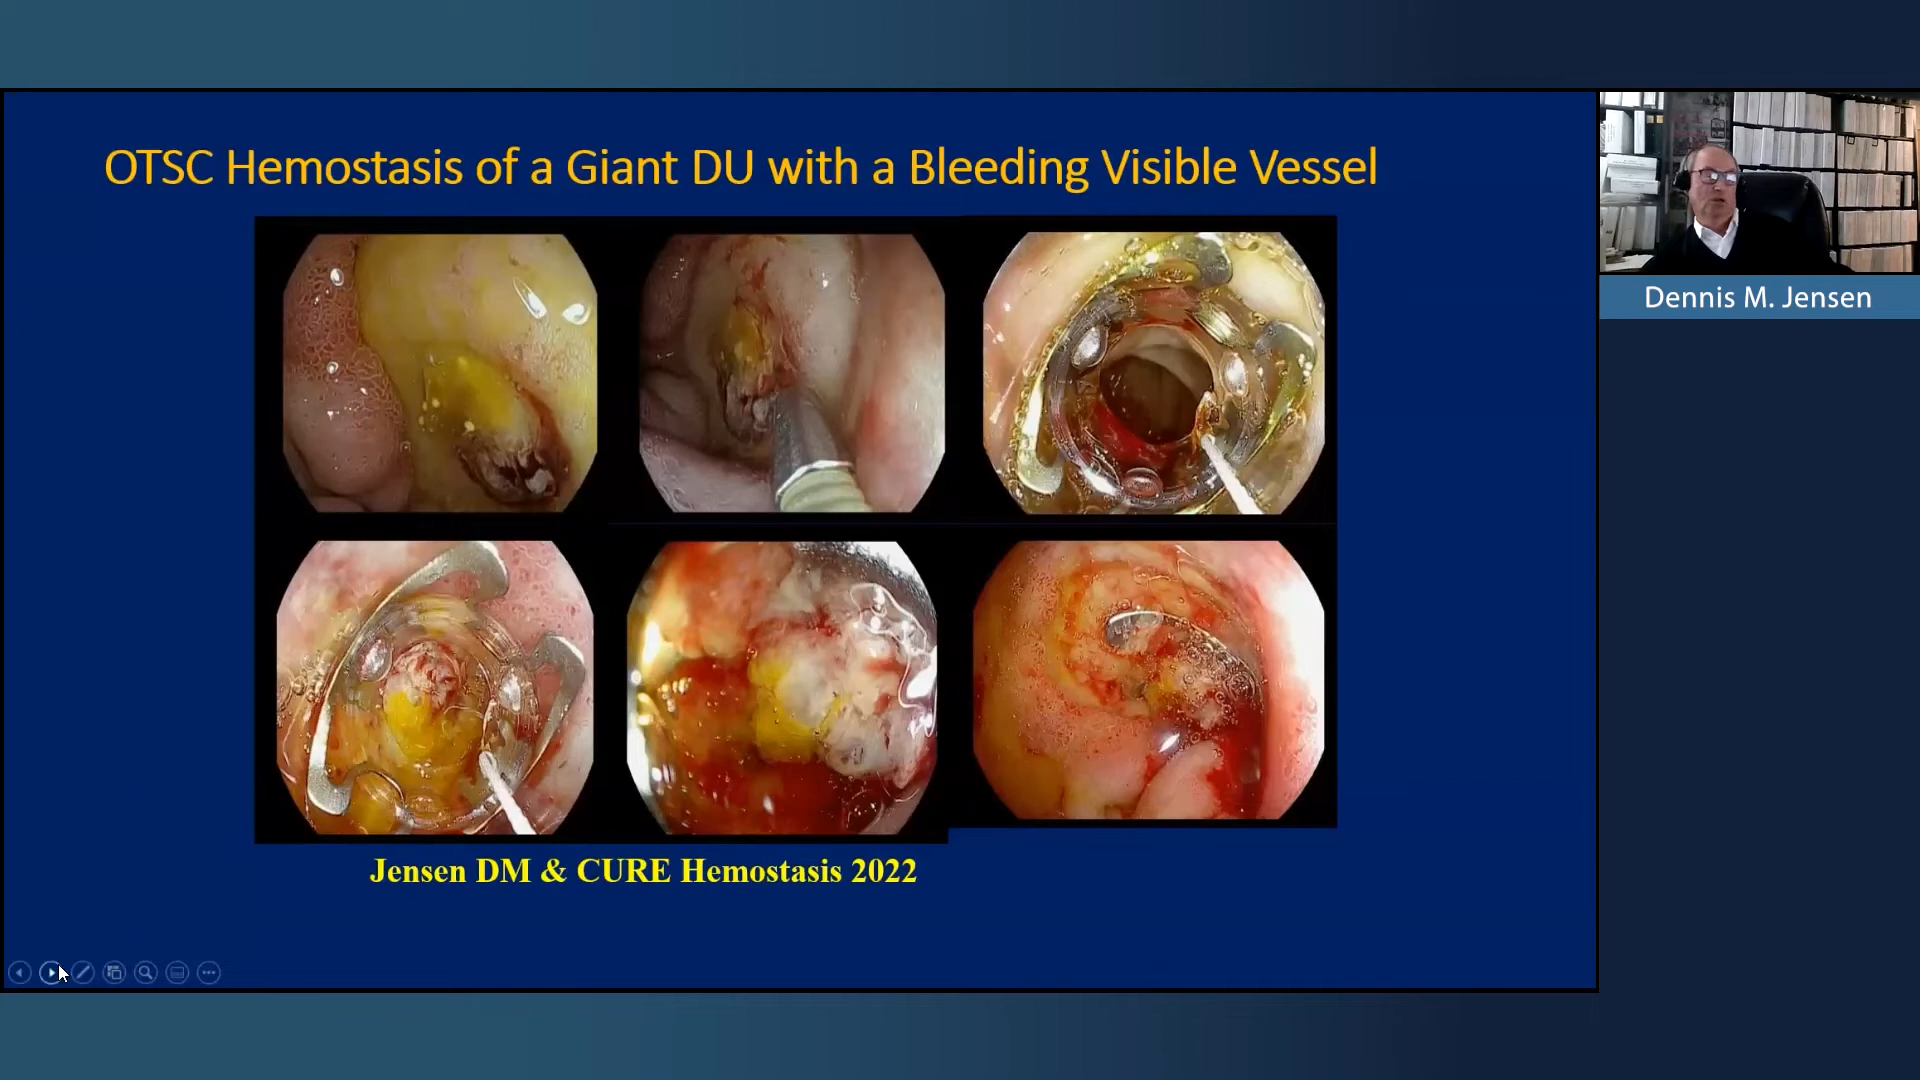 OTSC Hemostasis of a Giant DU with a Bleeding Visible Vessel
Dennis M. Jensen
Jensen DM & CURE Hemostasis 2022